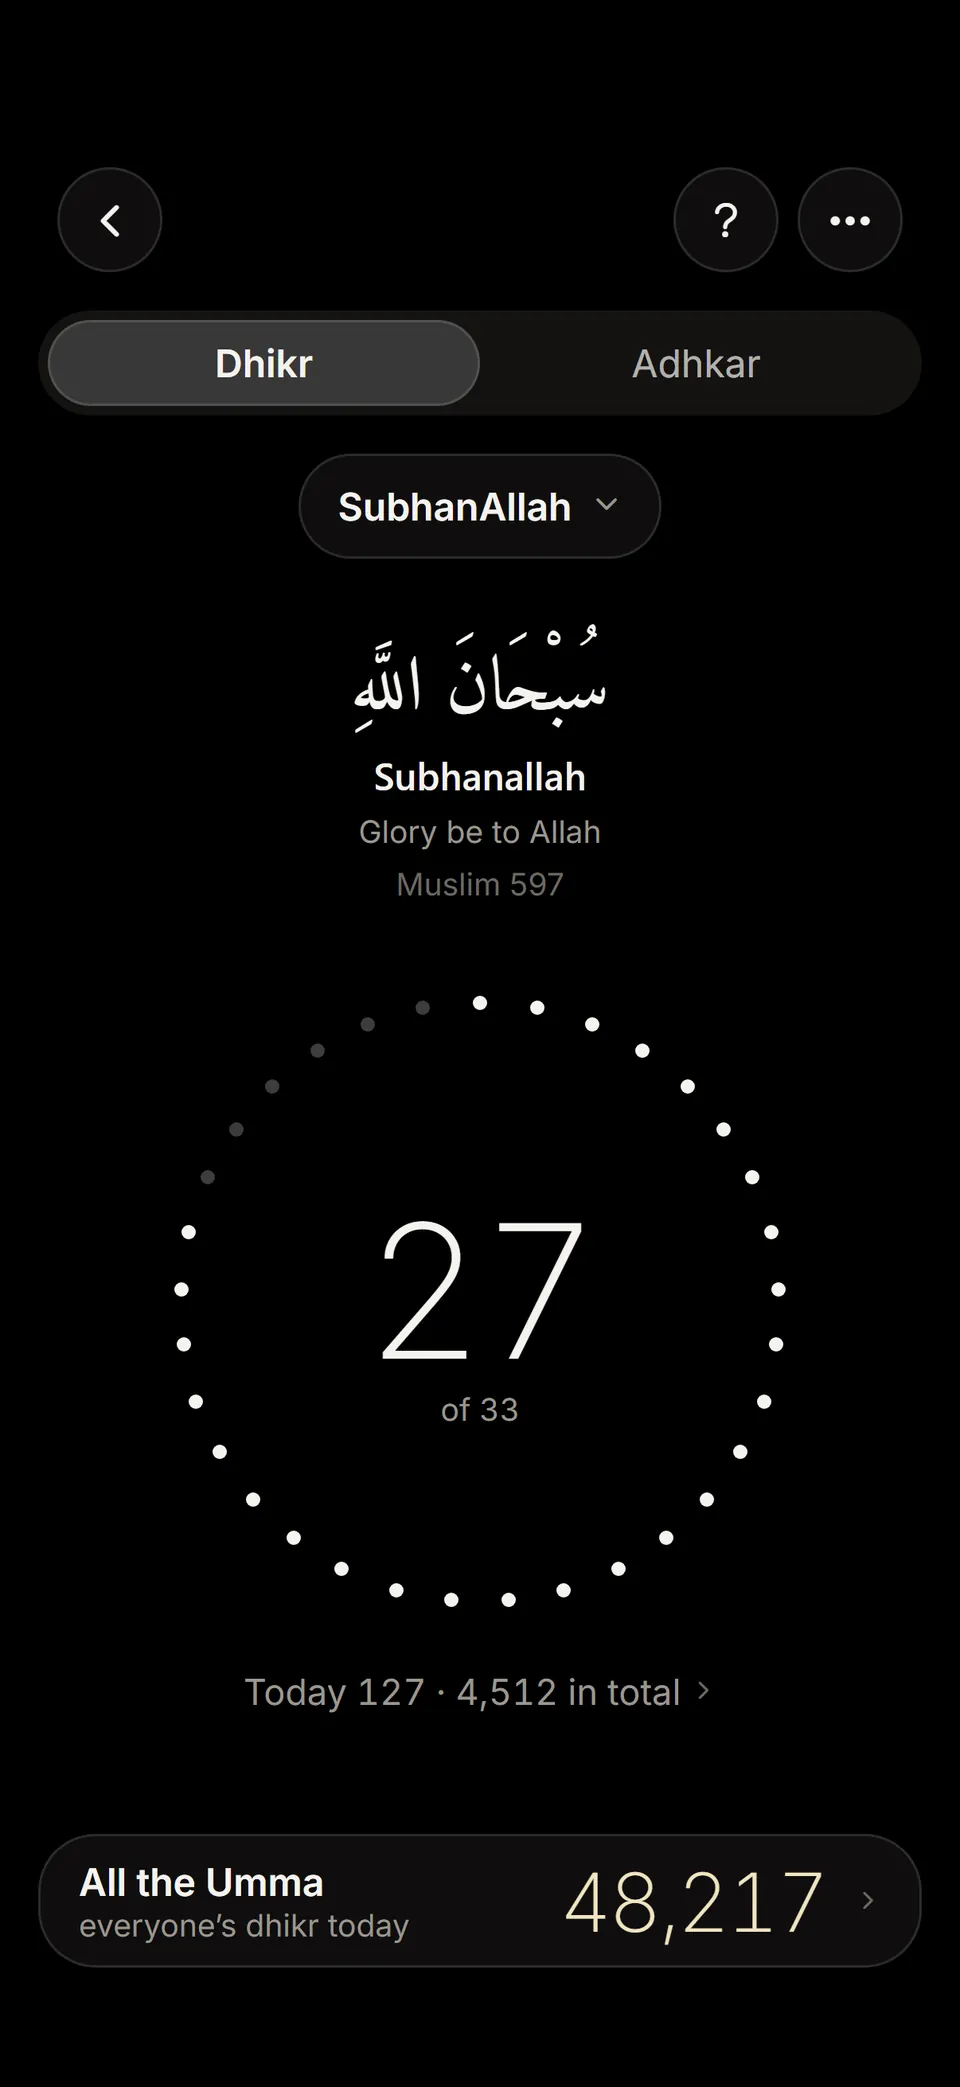 ?
Dhikr
Adhkar
SubhanAllah
سُبْحَانَ اللَّهِ
Subhanallah
Glory be to Allah
Muslim 597
27
of 33
Today 127 · 4,512 in total
All the Umma
everyone’s dhikr today
48,217